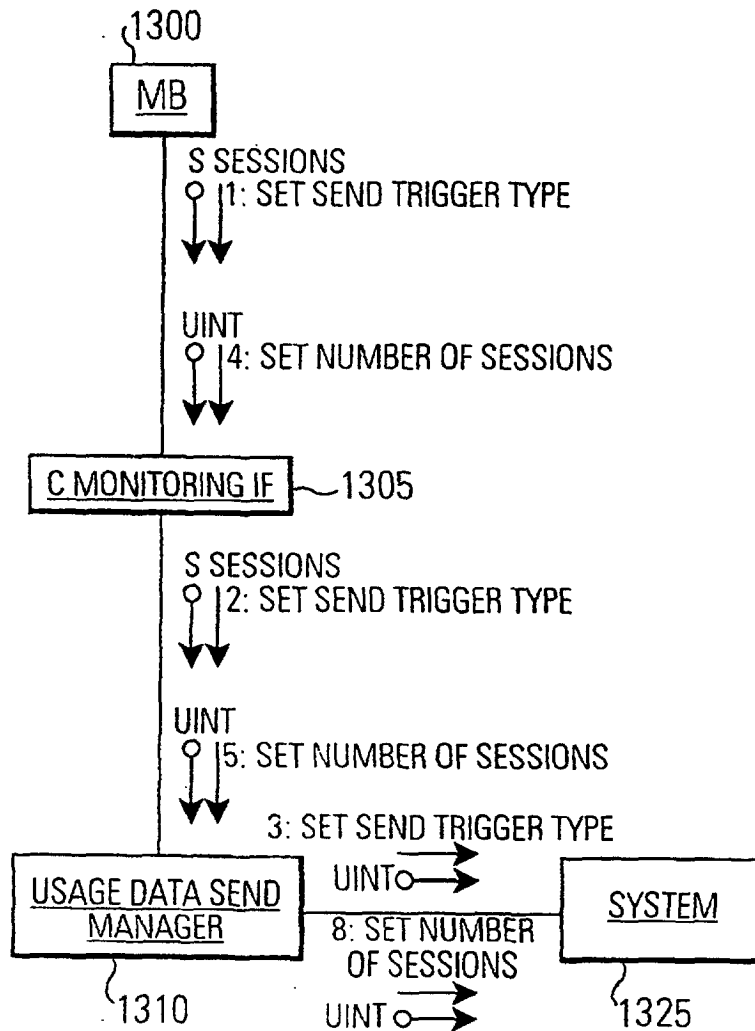 1300
MB
S SESSIONS
1: SET SEND TRIGGER TYPE
UINT
4: SET NUMBER OF SESSIONS
C MONITORING IF
1305
S SESSIONS
2: SET SEND TRIGGER TYPE
UINT
5: SET NUMBER OF SESSIONS
3: SET SEND TRIGGER TYPE
UINT
USAGE DATA SEND
MANAGER
SYSTEM
8: SET NUMBER
OF SESSIONS
UINT
1310
1325